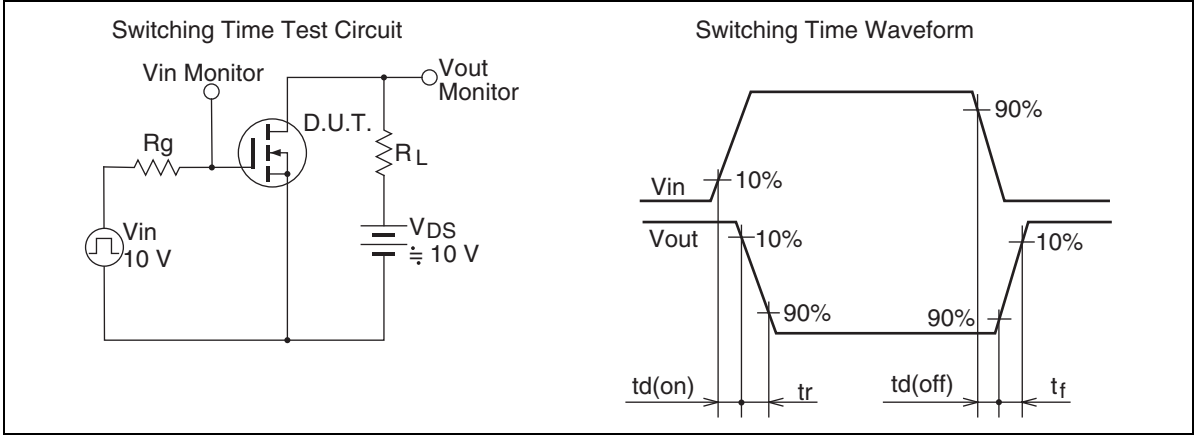 Switching Time Test Circuit
Vin Monitor
Vout
Monitor
D.U.T.
Rg
RL
Vin
10 V
VDS
≒ 10 V
Switching Time Waveform
90%
Vin
10%
Vout
10%
10%
90%
90%
td(on)
tr
td(off)
tf